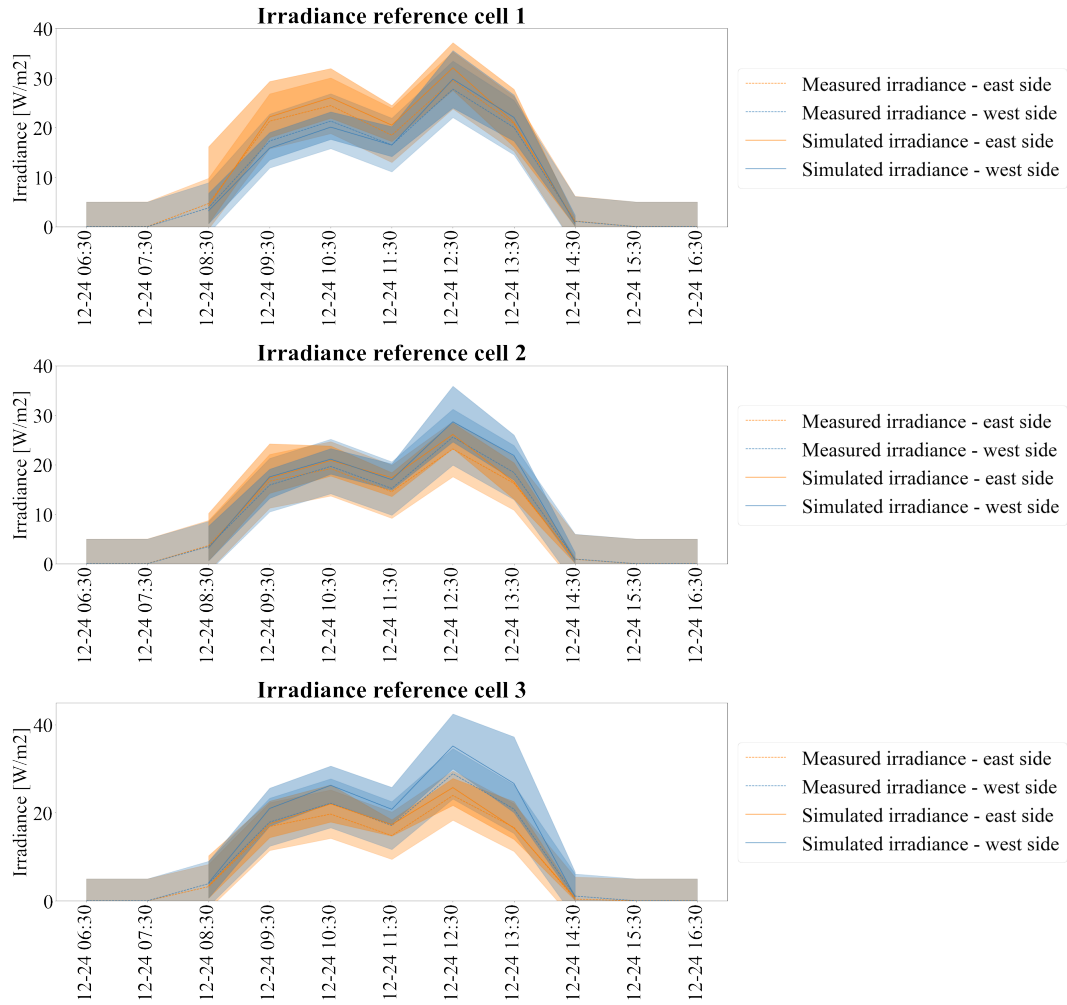 Irradiance reference cell 1
Irradiance [W/m2]
40
30
20
10
0
12-24 06:30
12-24 07:30
12-24 08:30
12-24 09:30
12-24 10:30
12-24 11:30
12-24 12:30
12-24 13:30
12-24 14:30
12-24 15:30
12-24 16:30
Measured irradiance - east side
Measured irradiance - west side
Simulated irradiance - east side
Simulated irradiance - west side
Irradiance reference cell 2
Irradiance [W/m2]
40
30
20
10
0
12-24 06:30
12-24 07:30
12-24 08:30
12-24 09:30
12-24 10:30
12-24 11:30
12-24 12:30
12-24 13:30
12-24 14:30
12-24 15:30
12-24 16:30
Measured irradiance - east side
Measured irradiance - west side
Simulated irradiance - east side
Simulated irradiance - west side
Irradiance reference cell 3
Irradiance [W/m2]
40
20
0
12-24 06:30
12-24 07:30
12-24 08:30
12-24 09:30
12-24 10:30
12-24 11:30
12-24 12:30
12-24 13:30
12-24 14:30
12-24 15:30
12-24 16:30
Measured irradiance - east side
Measured irradiance - west side
Simulated irradiance - east side
Simulated irradiance - west side